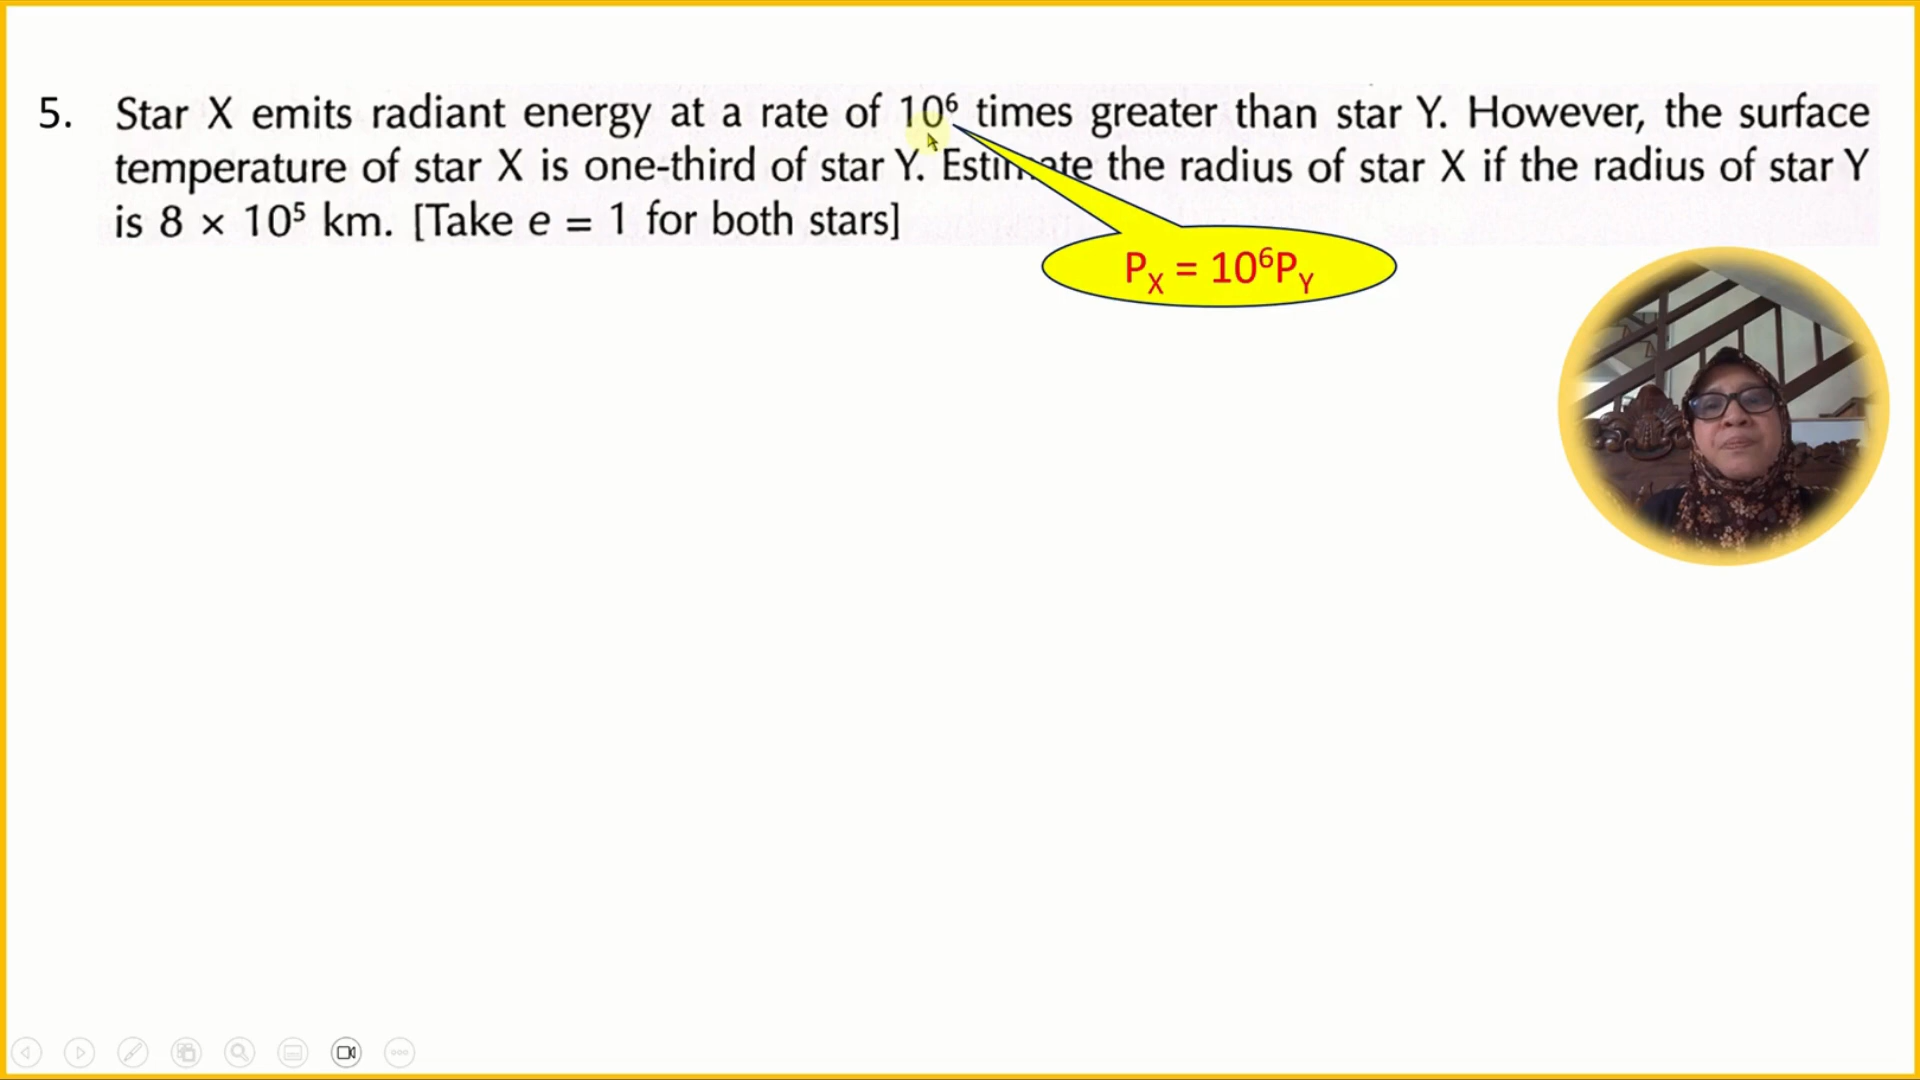 5. Star X emits radiant energy at a rate of 10⁶ times greater than star Y. However, the surface
temperature of star X is one-third of star Y. Estimate the radius of star X if the radius of star Y
is 8 × 10⁵ km. [Take e = 1 for both stars]
Pₓ = 10⁶Pᵧ